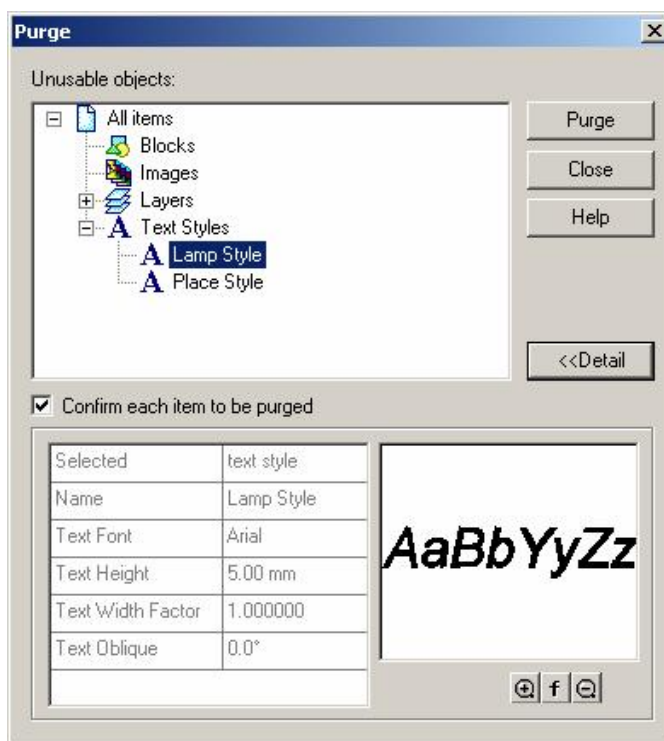 Purge
Unusable objects:
All items
Blocks
Images
Layers
Text Styles
A Lamp Style
A Place Style
Purge
Close
Help
<<Detail
Confirm each item to be purged
Selected text style
Name Lamp Style
Text Font Arial
Text Height 5.00 mm
Text Width Factor 1.000000
Text Oblique 0.0°
AaBbYyZz
f